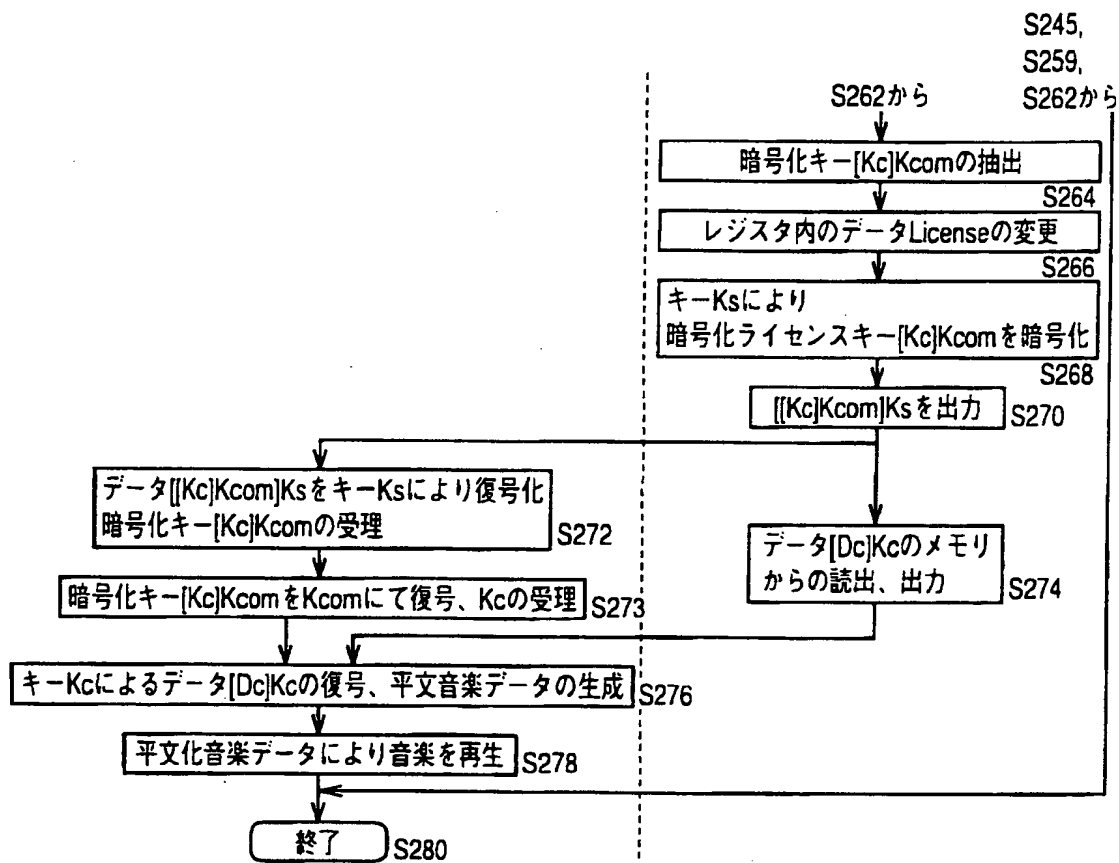 S245,
S259,
S262から
S262から
暗号化キー[Kc]Kcomの抽出
S264
レジスタ内のデータLicenseの変更
S266
キーKsにより
暗号化ライセンスキー[Kc]Kcomを暗号化
S268
[[Kc]Kcom]Ksを出力
S270
データ[[Kc]Kcom]KsをキーKsにより復号化
暗号化キー[Kc]Kcomの受理
S272
データ[Dc]Kcのメモリ
からの読出、出力
S274
暗号化キー[Kc]KcomをKcomにて復号、Kcの受理
S273
キーKcによるデータ[Dc]Kcの復号、平文音楽データの生成
S276
平文化音楽データにより音楽を再生
S278
終了
S280